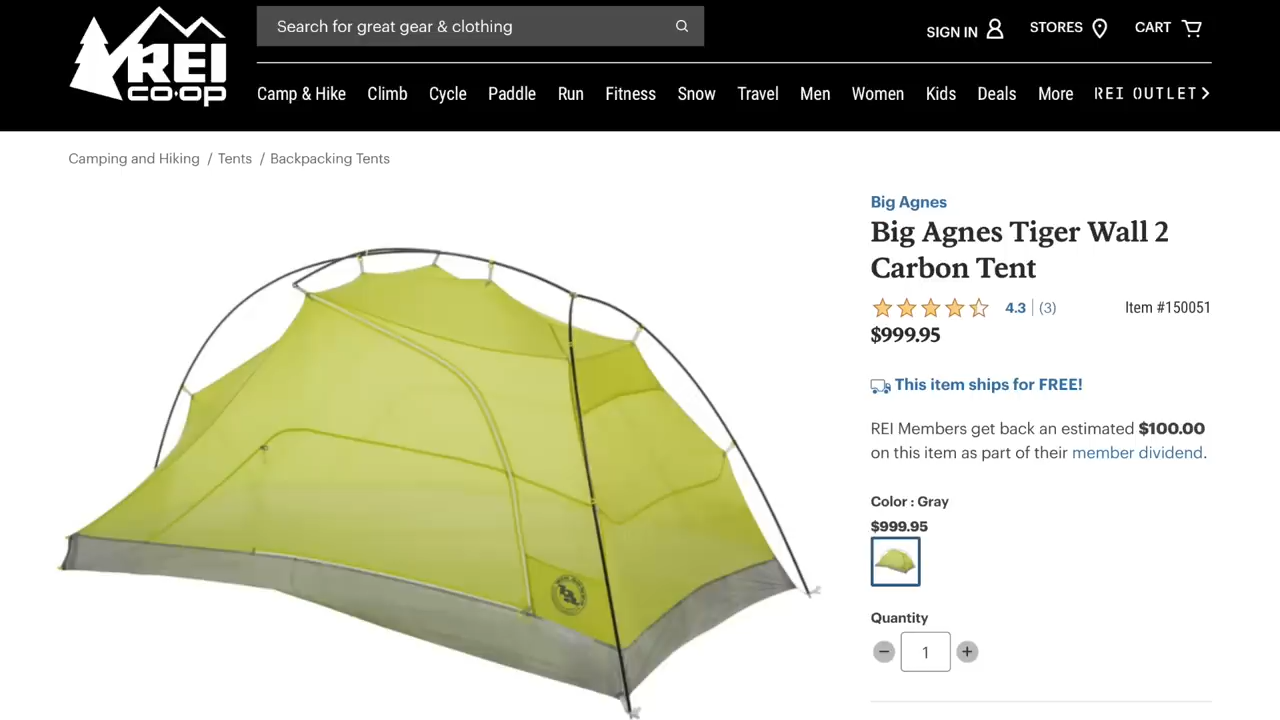 REI
CO·OP
Search for great gear & clothing
SIGN IN
STORES
CART
Camp & Hike Climb Cycle Paddle Run Fitness Snow Travel Men Women Kids Deals More REI OUTLET
Camping and Hiking / Tents / Backpacking Tents
Big Agnes
Big Agnes Tiger Wall 2
Carbon Tent
4.3 (3)
Item #150051
$999.95
This item ships for FREE!
REI Members get back an estimated $100.00
on this item as part of their member dividend.
Color : Gray
$999.95
Quantity
− 1 +